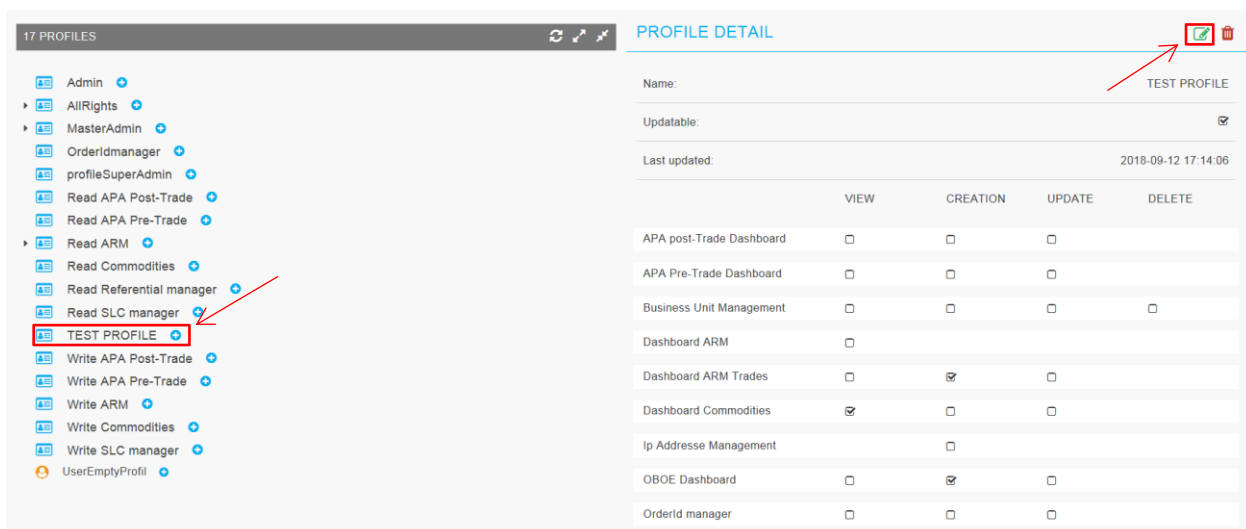 17 PROFILES
Admin
AllRights
MasterAdmin
OrderIdmanager
profileSuperAdmin
Read APA Post-Trade
Read APA Pre-Trade
Read ARM
Read Commodities
Read Referential manager
Read SLC manager
TEST PROFILE
Write APA Post-Trade
Write APA Pre-Trade
Write ARM
Write Commodities
Write SLC manager
UserEmptyProfil
PROFILE DETAIL
Name: TEST PROFILE
Updatable:
Last updated: 2018-09-12 17:14:06
VIEW CREATION UPDATE DELETE
APA post-Trade Dashboard
APA Pre-Trade Dashboard
Business Unit Management
Dashboard ARM
Dashboard ARM Trades
Dashboard Commodities
Ip Addresse Management
OBOE Dashboard
OrderId manager